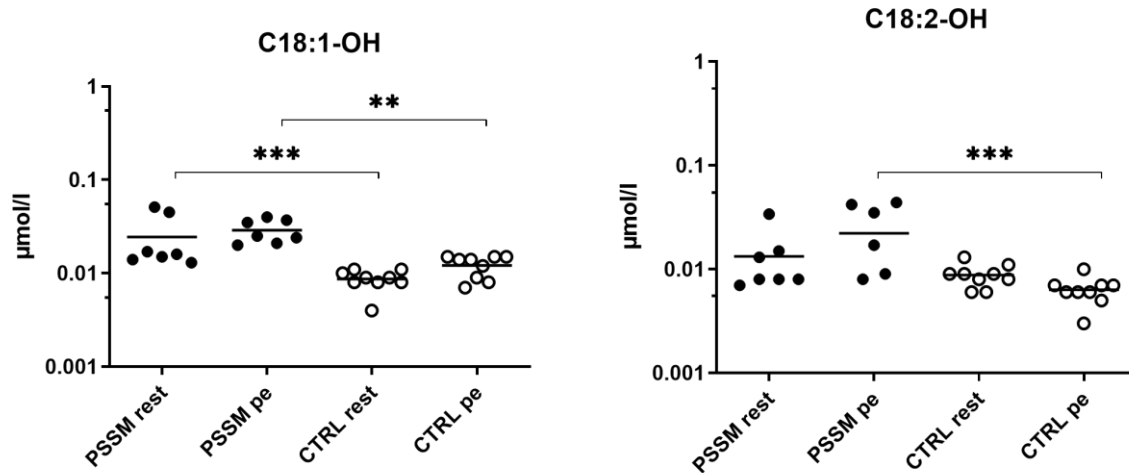 C18:1-OH
µmol/l
1
0.1
0.01
0.001
**
***
PSSM rest
PSSM pe
CTRL rest
CTRL pe
C18:2-OH
µmol/l
1
0.1
0.01
0.001
***
PSSM rest
PSSM pe
CTRL rest
CTRL pe